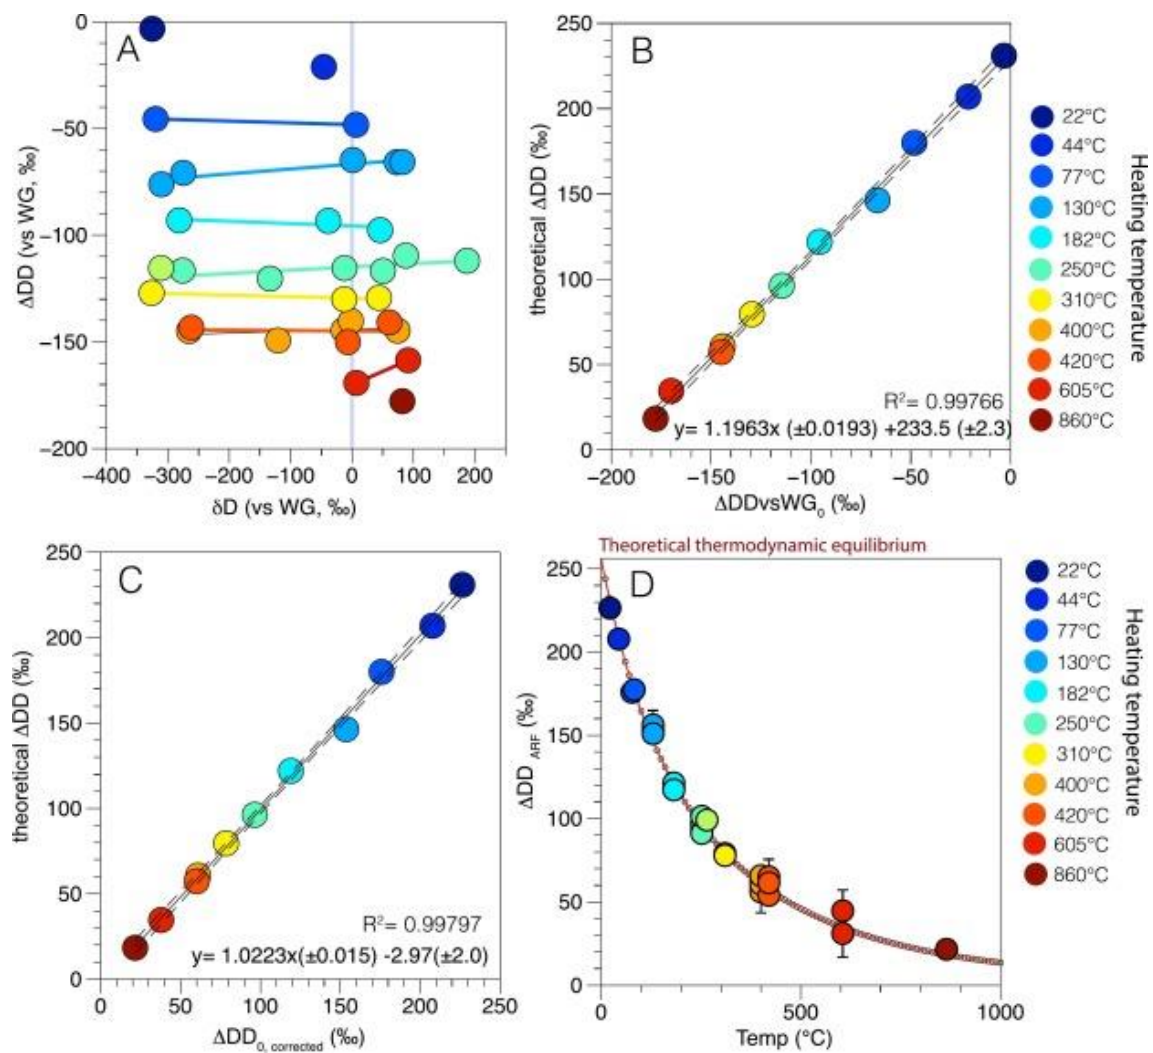 A
0
−50
−100
−150
−200
ΔDD (vs WG, ‰)
−400 −300 −200 −100 0 100 200
δD (vs WG, ‰)
B
250
200
150
100
50
0
theoretical ΔDD (‰)
R²= 0.99766
y= 1.1963x (±0.0193) +233.5 (±2.3)
−200 −150 −100 −50 0
ΔDDvsWG₀ (‰)
22°C
44°C
77°C
130°C
182°C
250°C
310°C
400°C
420°C
605°C
860°C
Heating temperature
C
250
200
150
100
50
0
theoretical ΔDD (‰)
R²= 0.99797
y= 1.0223x(±0.015) -2.97(±2.0)
0 50 100 150 200 250
ΔDD0, corrected (‰)
Theoretical thermodynamic equilibrium
D
250
200
150
100
50
0
ΔDD ARF (‰)
0 500 1000
Temp (°C)
22°C
44°C
77°C
130°C
182°C
250°C
310°C
400°C
420°C
605°C
860°C
Heating temperature